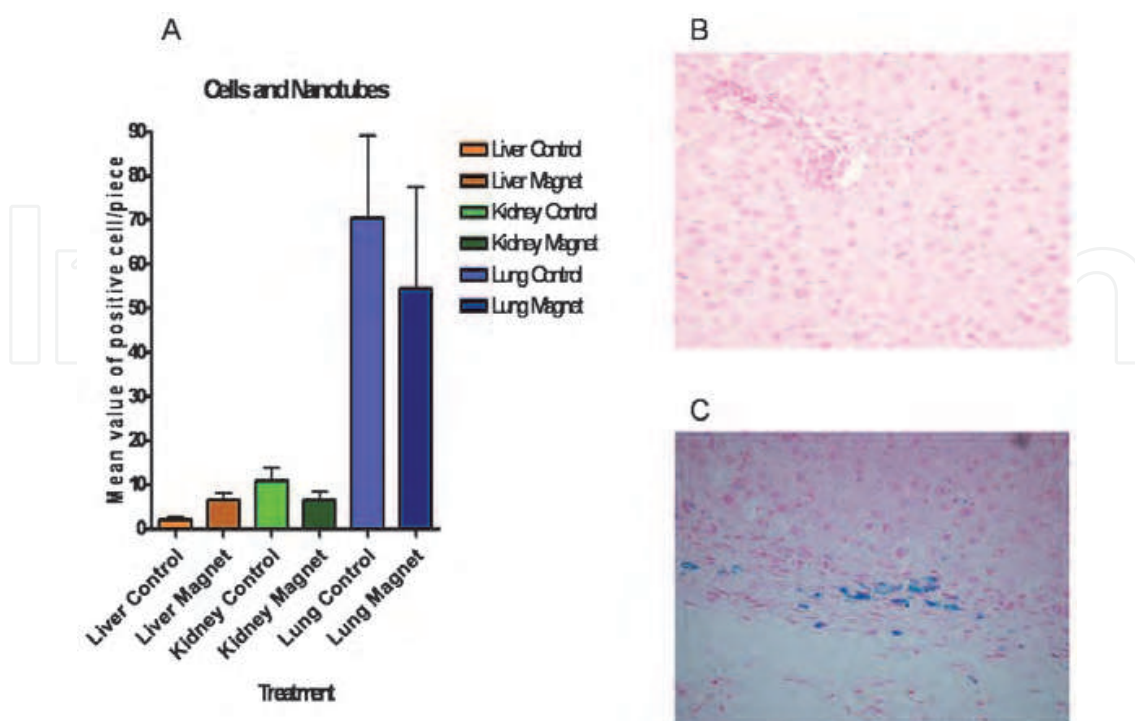 A
Cells and Nanotubes
Mean value of positive cell/piece
90
80
70
60
50
40
30
20
10
0
Liver Control
Liver Magnet
Kidney Control
Kidney Magnet
Lung Control
Lung Magnet
Treatment
Liver Control
Liver Magnet
Kidney Control
Kidney Magnet
Lung Control
Lung Magnet
B
C